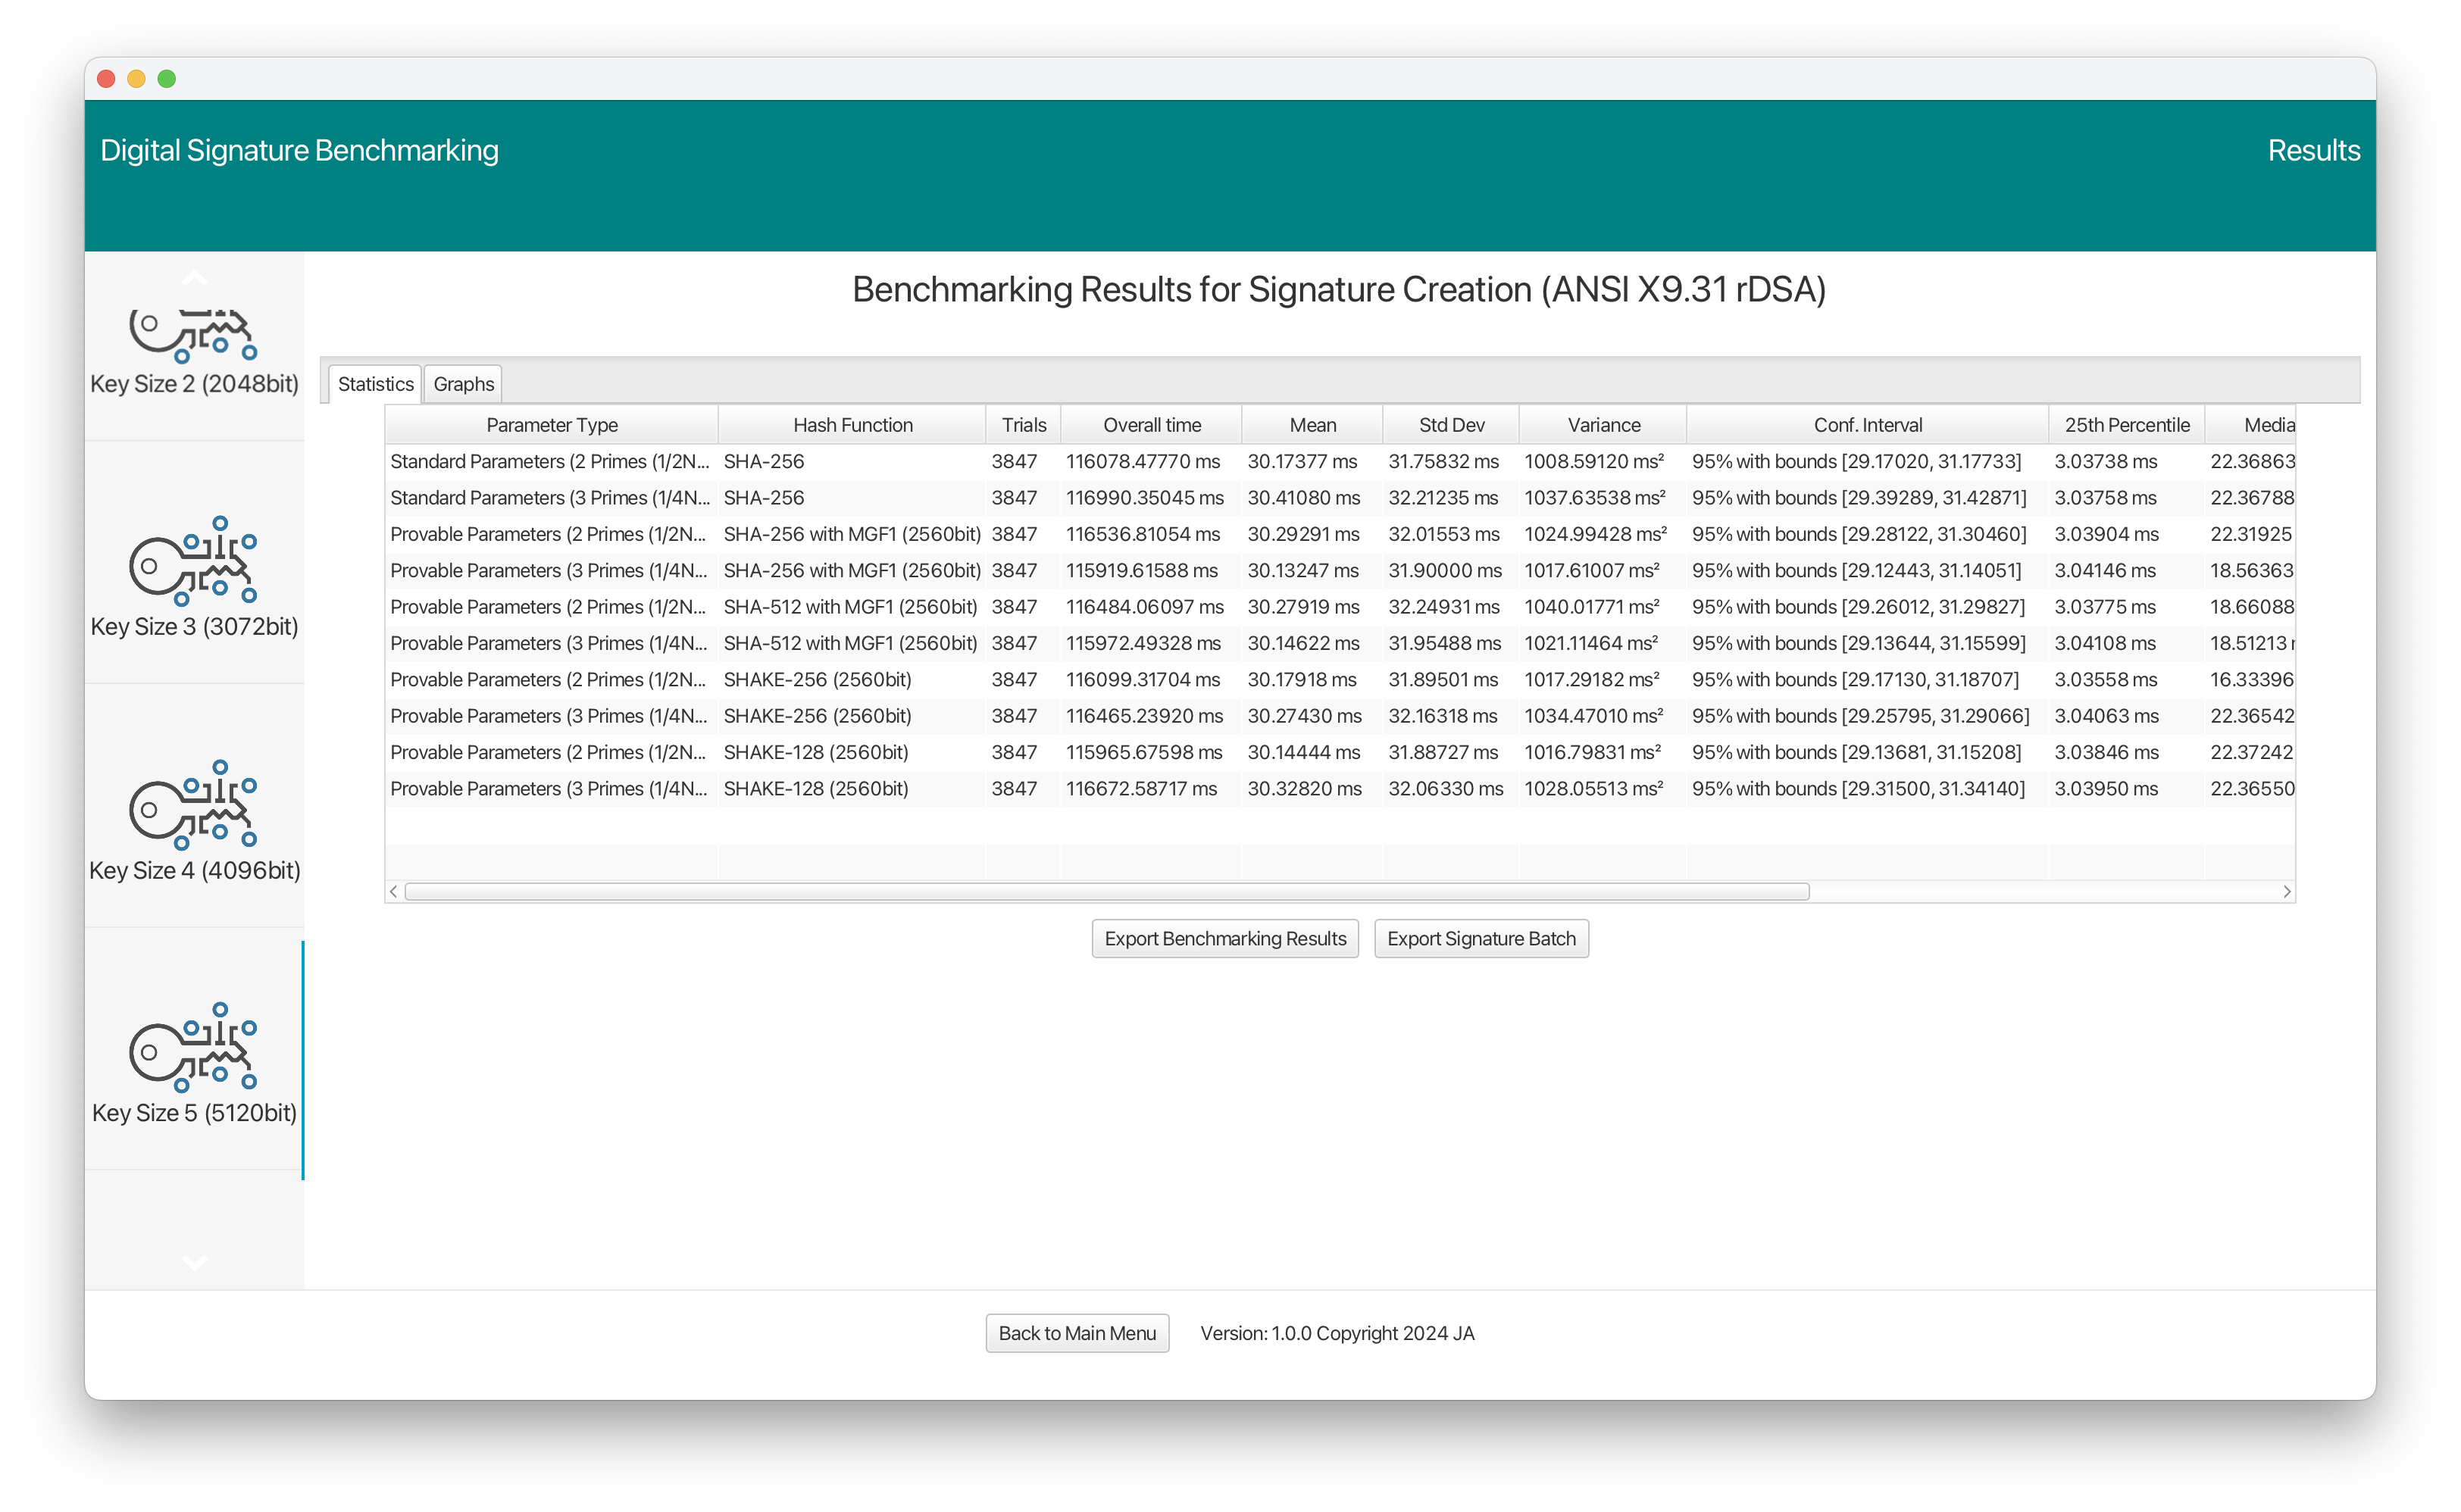 Digital Signature Benchmarking
Results
Key Size 2 (2048bit)
Key Size 3 (3072bit)
Key Size 4 (4096bit)
Key Size 5 (5120bit)
Benchmarking Results for Signature Creation (ANSI X9.31 rDSA)
Statistics Graphs
Parameter Type Hash Function Trials Overall time Mean Std Dev Variance Conf. Interval 25th Percentile Media
Standard Parameters (2 Primes (1/2N... SHA-256 3847 116078.47770 ms 30.17377 ms 31.75832 ms 1008.59120 ms² 95% with bounds [29.17020, 31.17733] 3.03738 ms 22.36863
Standard Parameters (3 Primes (1/4N... SHA-256 3847 116990.35045 ms 30.41080 ms 32.21235 ms 1037.63538 ms² 95% with bounds [29.39289, 31.42871] 3.03758 ms 22.36788
Provable Parameters (2 Primes (1/2N... SHA-256 with MGF1 (2560bit) 3847 116536.81054 ms 30.29291 ms 32.01553 ms 1024.99428 ms² 95% with bounds [29.28122, 31.30460] 3.03904 ms 22.31925
Provable Parameters (3 Primes (1/4N... SHA-256 with MGF1 (2560bit) 3847 115919.61588 ms 30.13247 ms 31.90000 ms 1017.61007 ms² 95% with bounds [29.12443, 31.14051] 3.04146 ms 18.56363
Provable Parameters (2 Primes (1/2N... SHA-512 with MGF1 (2560bit) 3847 116484.06097 ms 30.27919 ms 32.24931 ms 1040.01771 ms² 95% with bounds [29.26012, 31.29827] 3.03775 ms 18.66088
Provable Parameters (3 Primes (1/4N... SHA-512 with MGF1 (2560bit) 3847 115972.49328 ms 30.14622 ms 31.95488 ms 1021.11464 ms² 95% with bounds [29.13644, 31.15599] 3.04108 ms 18.51213
Provable Parameters (2 Primes (1/2N... SHAKE-256 (2560bit) 3847 116099.31704 ms 30.17918 ms 31.89501 ms 1017.29182 ms² 95% with bounds [29.17130, 31.18707] 3.03558 ms 16.33396
Provable Parameters (3 Primes (1/4N... SHAKE-256 (2560bit) 3847 116465.23920 ms 30.27430 ms 32.16318 ms 1034.47010 ms² 95% with bounds [29.25795, 31.29066] 3.04063 ms 22.36542
Provable Parameters (2 Primes (1/2N... SHAKE-128 (2560bit) 3847 115965.67598 ms 30.14444 ms 31.88727 ms 1016.79831 ms² 95% with bounds [29.13681, 31.15208] 3.03846 ms 22.37242
Provable Parameters (3 Primes (1/4N... SHAKE-128 (2560bit) 3847 116672.58717 ms 30.32820 ms 32.06330 ms 1028.05513 ms² 95% with bounds [29.31500, 31.34140] 3.03950 ms 22.36550
Export Benchmarking Results Export Signature Batch
Back to Main Menu Version: 1.0.0 Copyright 2024 JA